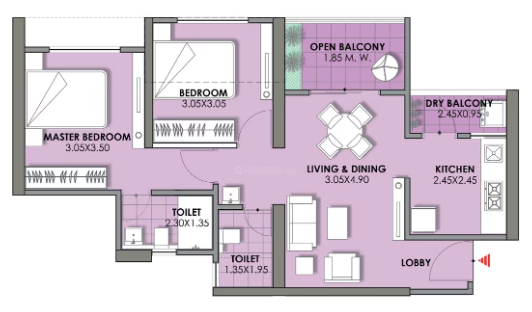 OPEN BALCONY
1.85 M. W.
BEDROOM
3.05X3.05
DRY BALCONY
2.45X0.95
MASTER BEDROOM
3.05X3.50
LIVING & DINING
3.05X4.90
KITCHEN
2.45X2.45
TOILET
2.30X1.35
TOILET
1.35X1.95
LOBBY